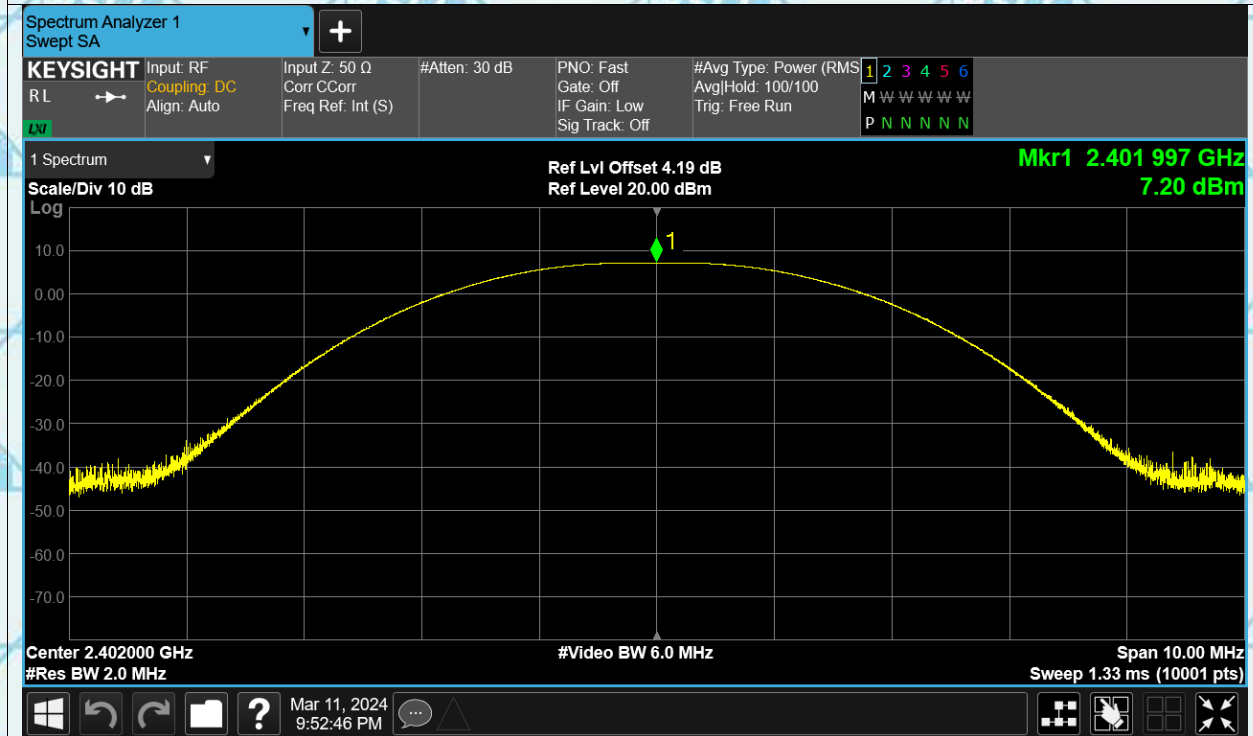 Spectrum Analyzer 1
Swept SA
+
KEYSIGHT
R L
LXI
Input: RF
Coupling: DC
Align: Auto
Input Z: 50 Ω
Corr CCorr
Freq Ref: Int (S)
#Atten: 30 dB
PNO: Fast
Gate: Off
IF Gain: Low
Sig Track: Off
#Avg Type: Power (RMS
Avg|Hold: 100/100
Trig: Free Run
1 2 3 4 5 6
M W W W W W
P N N N N N
1 Spectrum
Scale/Div 10 dB
Log
Ref Lvl Offset 4.19 dB
Ref Level 20.00 dBm
Mkr1 2.401 997 GHz
7.20 dBm
1
10.0
0.00
-10.0
-20.0
-30.0
-40.0
-50.0
-60.0
-70.0
Center 2.402000 GHz
#Res BW 2.0 MHz
#Video BW 6.0 MHz
Span 10.00 MHz
Sweep 1.33 ms (10001 pts)
?
Mar 11, 2024
9:52:46 PM